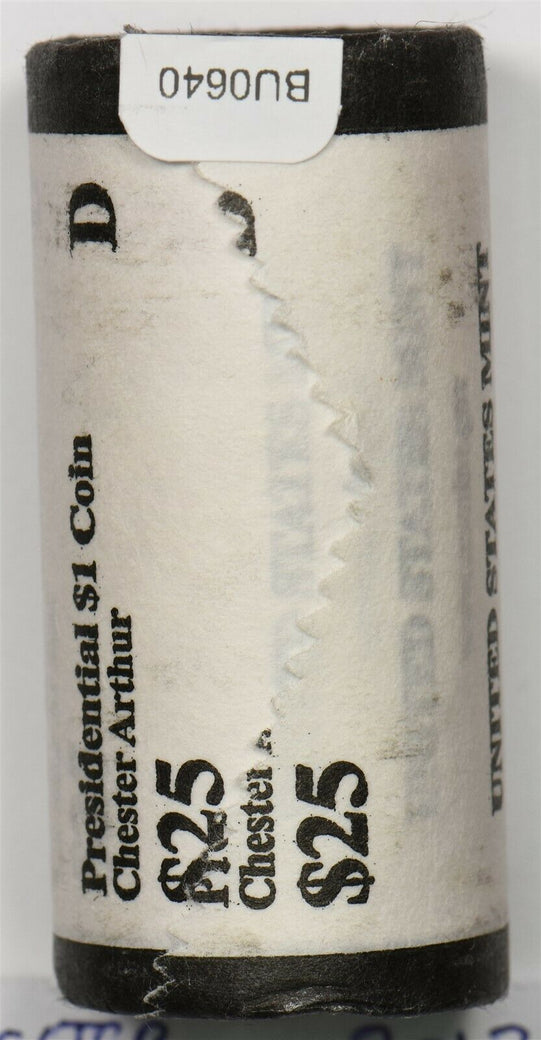 BU0640
D
Presidential $1 Coin
Chester Arthur
$25
Chester
$25
UNITED STATES MINT